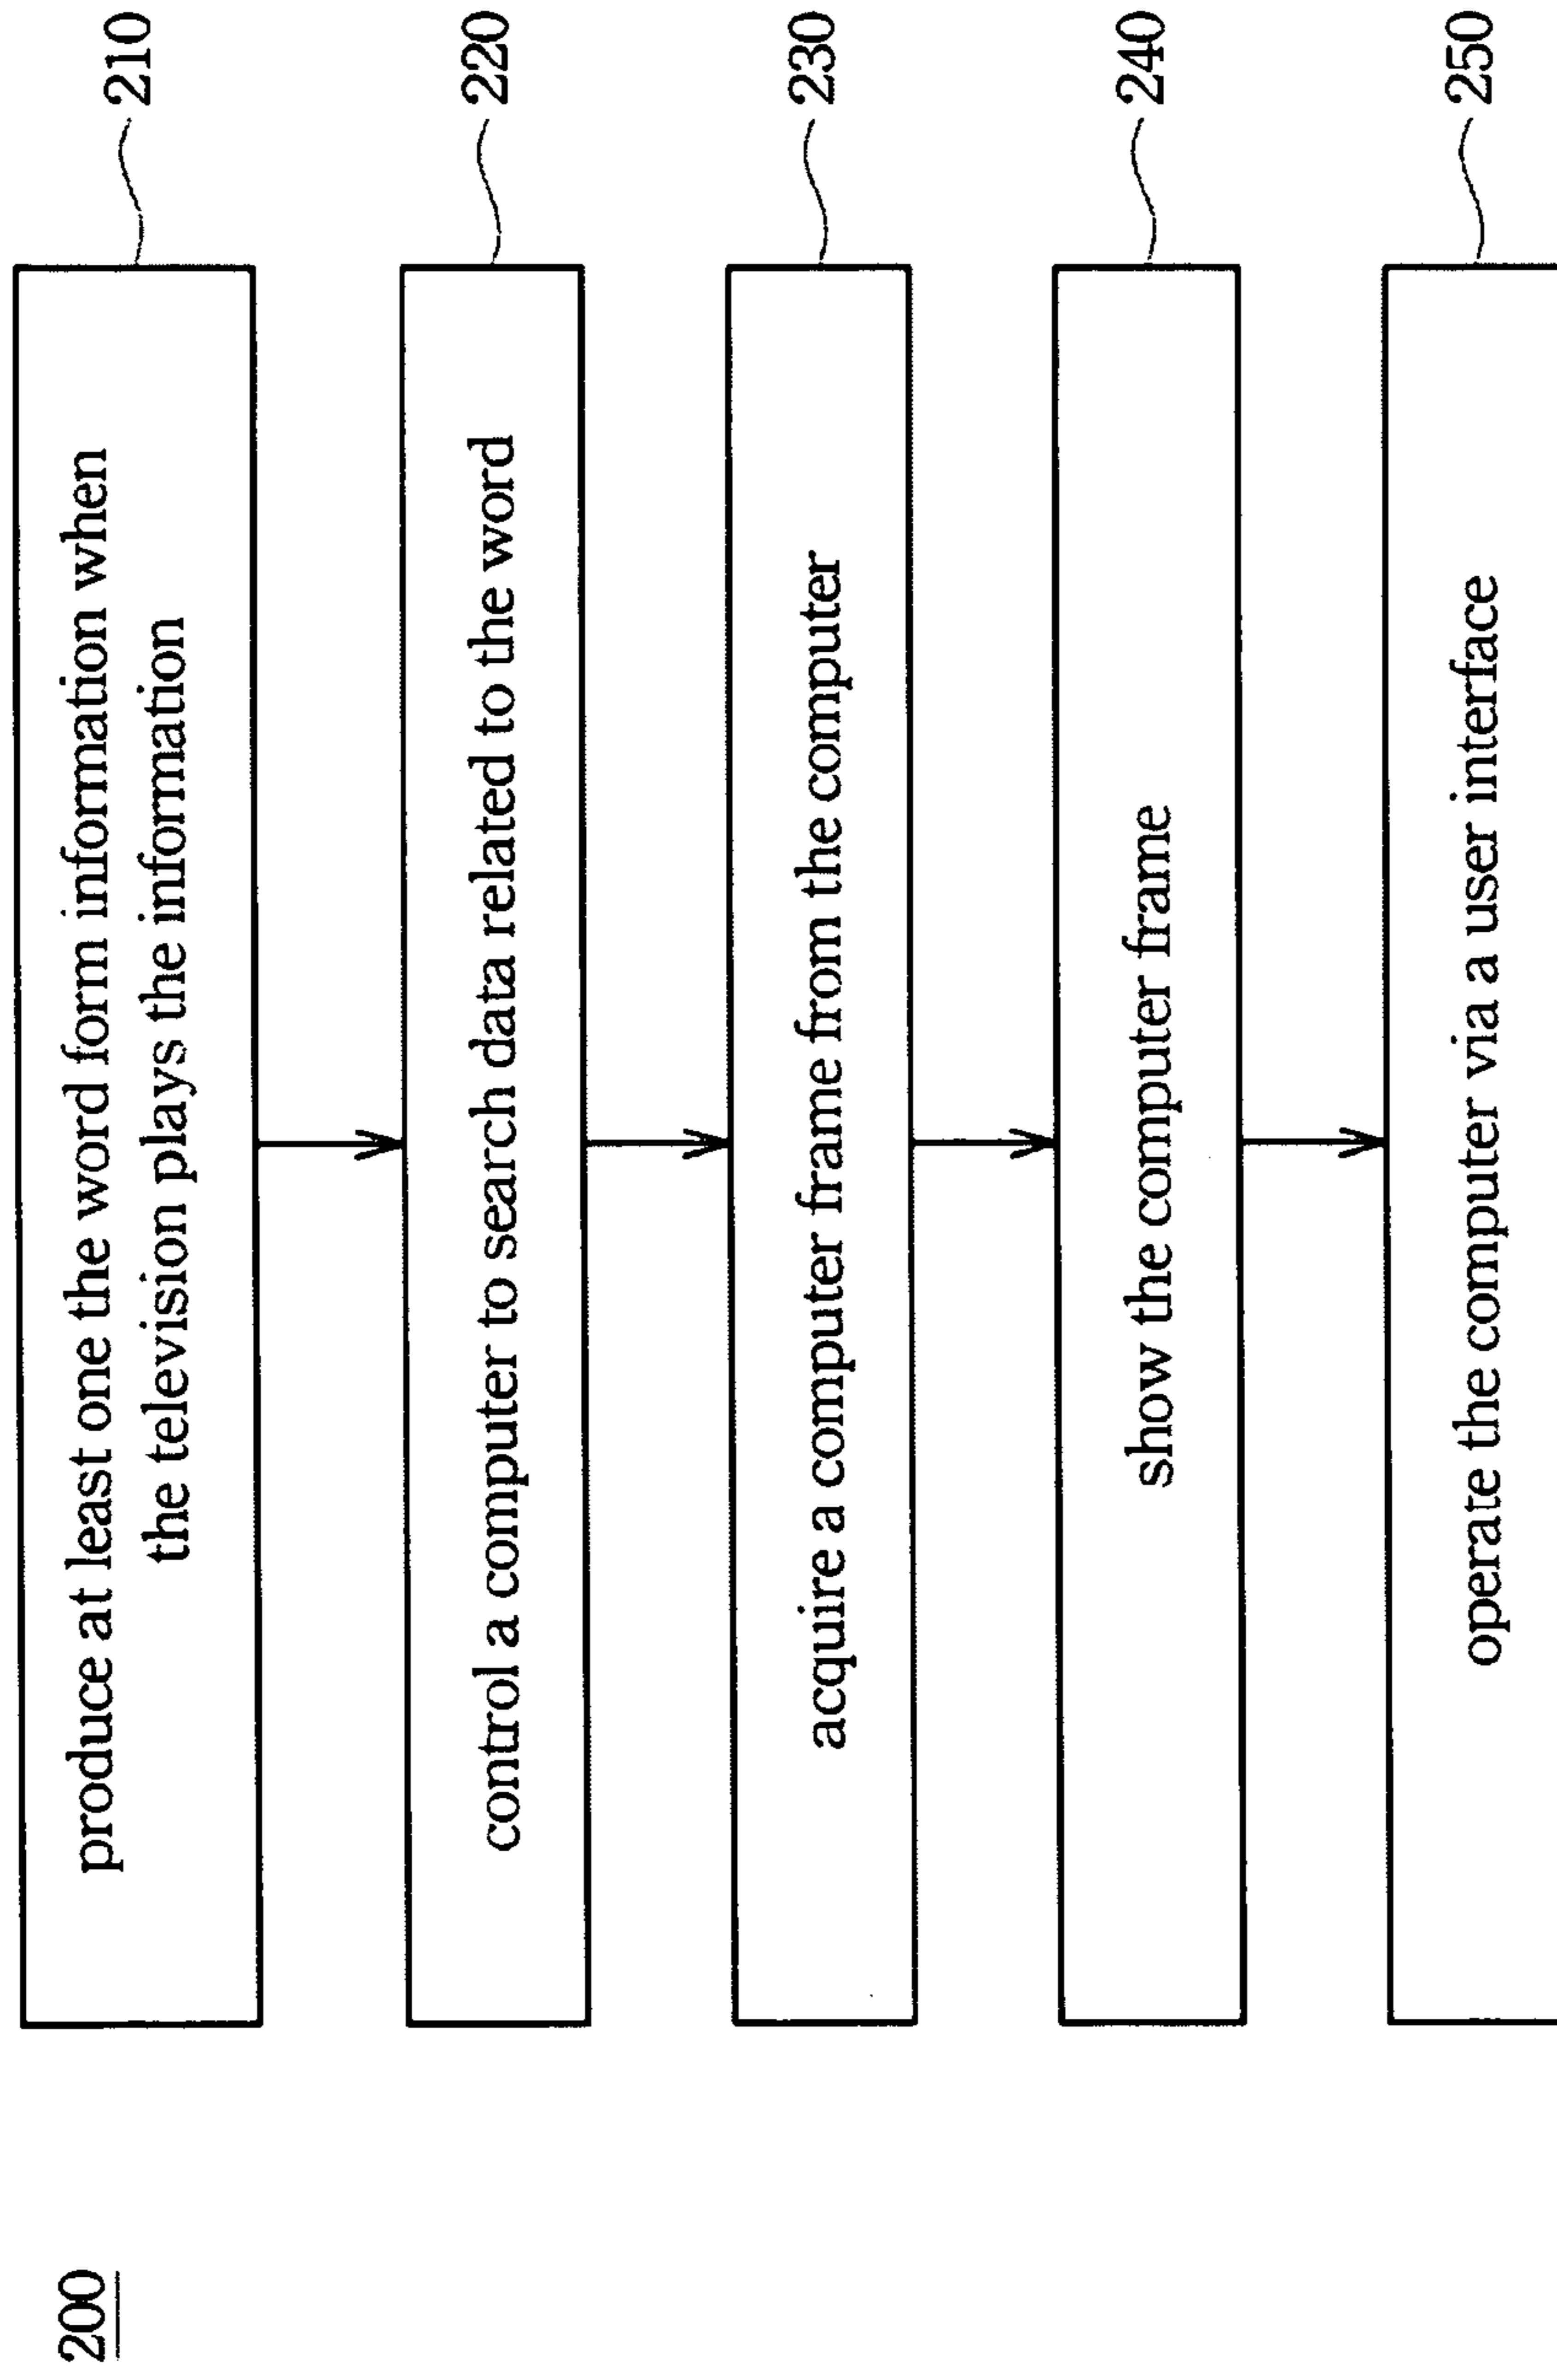 200
produce at least one the word form information when
the television plays the information
210
control a computer to search data related to the word
220
acquire a computer frame from the computer
230
show the computer frame
240
operate the computer via a user interface
250